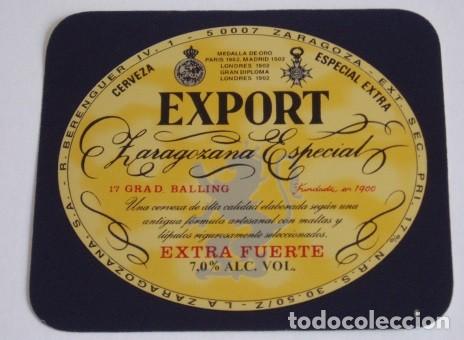 R. BERENGUER IV. 1 - 50007 ZARAGOZA - EXT. SEC. PRI. 17% N.R.S. 30.50/Z - LA ZARAGOZANA, S.A. -
CERVEZA
MEDALLA DE ORO
PARIS 1902, MADRID 1902
LONDRES 1902
GRAN DIPLOMA
LONDRES 1902
ESPECIAL EXTRA
EXPORT
Zaragozana Especial
17 GRAD. BALLING
Fundada en 1900
Una cerveza de alta calidad elaborada según una
antigua fórmula artesanal con maltas y
lúpulos rigurosamente seleccionados.
EXTRA FUERTE
7,0% ALC. VOL.
todocoleccion